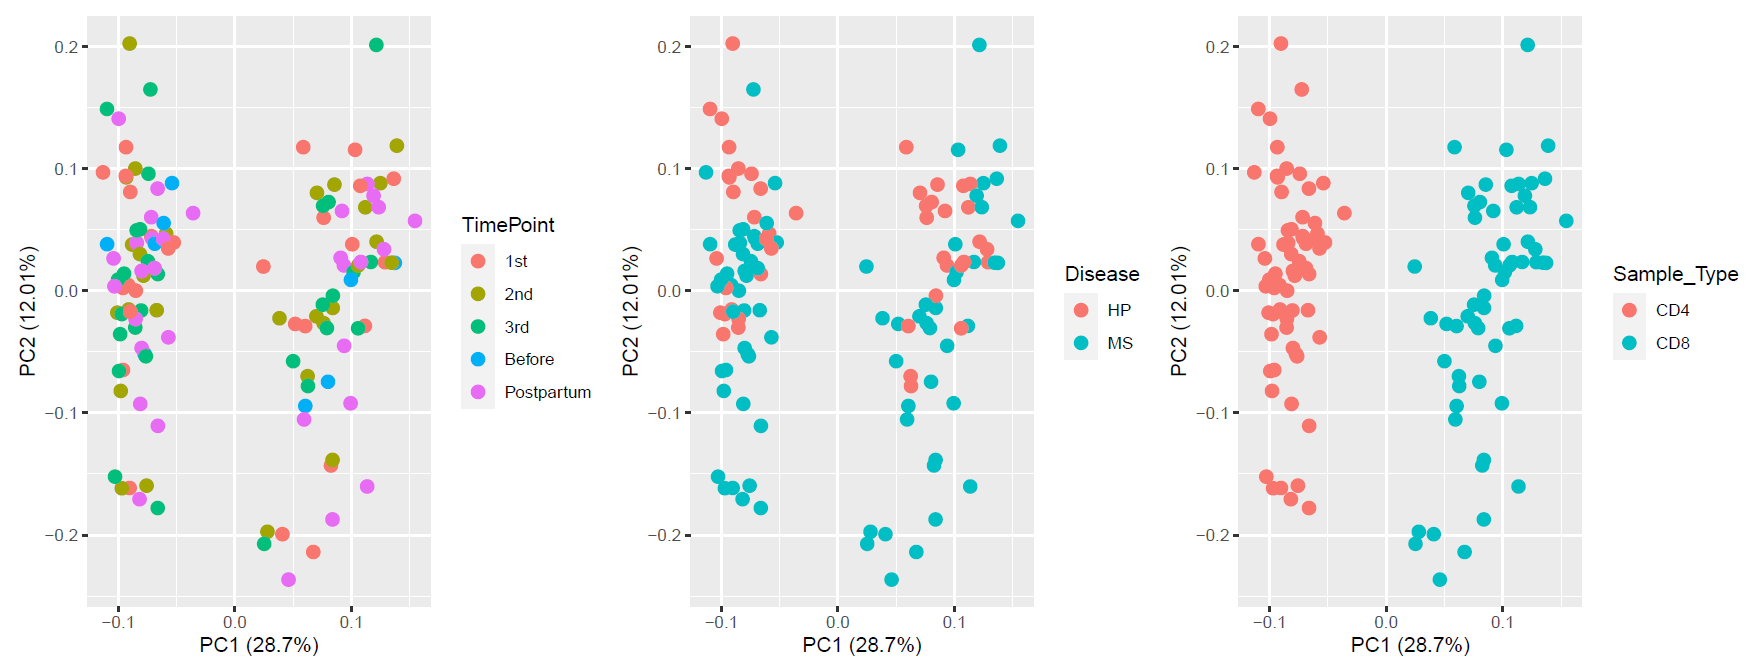 0.2
0.1
0.0
−0.1
−0.2
PC2 (12.01%)
−0.1
0.0
0.1
PC1 (28.7%)
TimePoint
1st
2nd
3rd
Before
Postpartum
0.2
0.1
0.0
−0.1
−0.2
PC2 (12.01%)
−0.1
0.0
0.1
PC1 (28.7%)
Disease
HP
MS
0.2
0.1
0.0
−0.1
−0.2
PC2 (12.01%)
−0.1
0.0
0.1
PC1 (28.7%)
Sample_Type
CD4
CD8